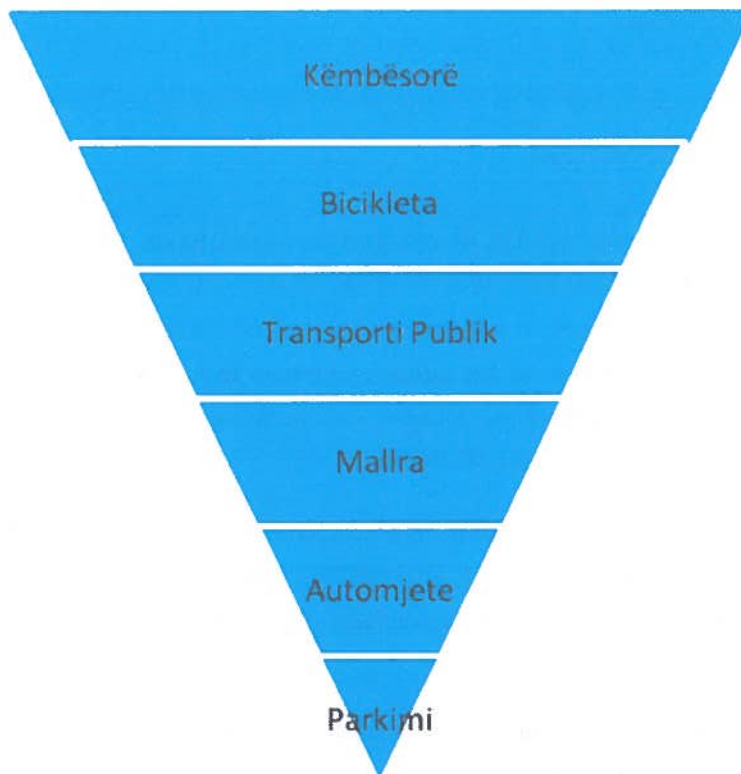 Këmbësorë
Bicikleta
Transporti Publik
Mallra
Automjete
Parkimi